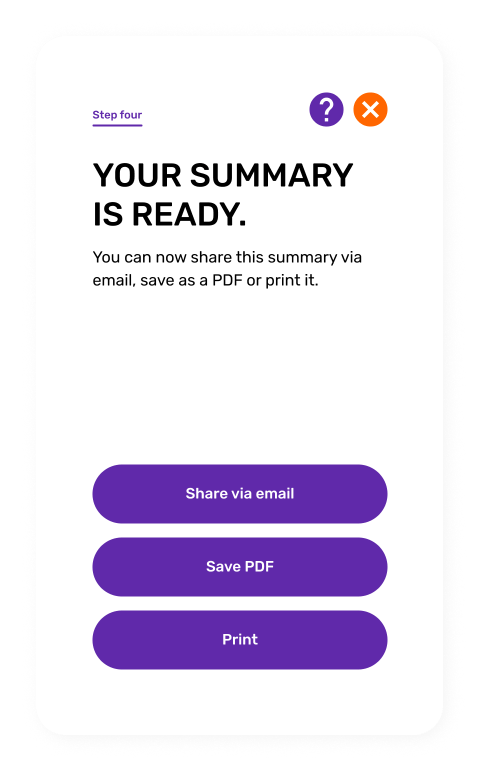 Step four
?
YOUR SUMMARY
IS READY.
You can now share this summary via
email, save as a PDF or print it.
Share via email
Save PDF
Print